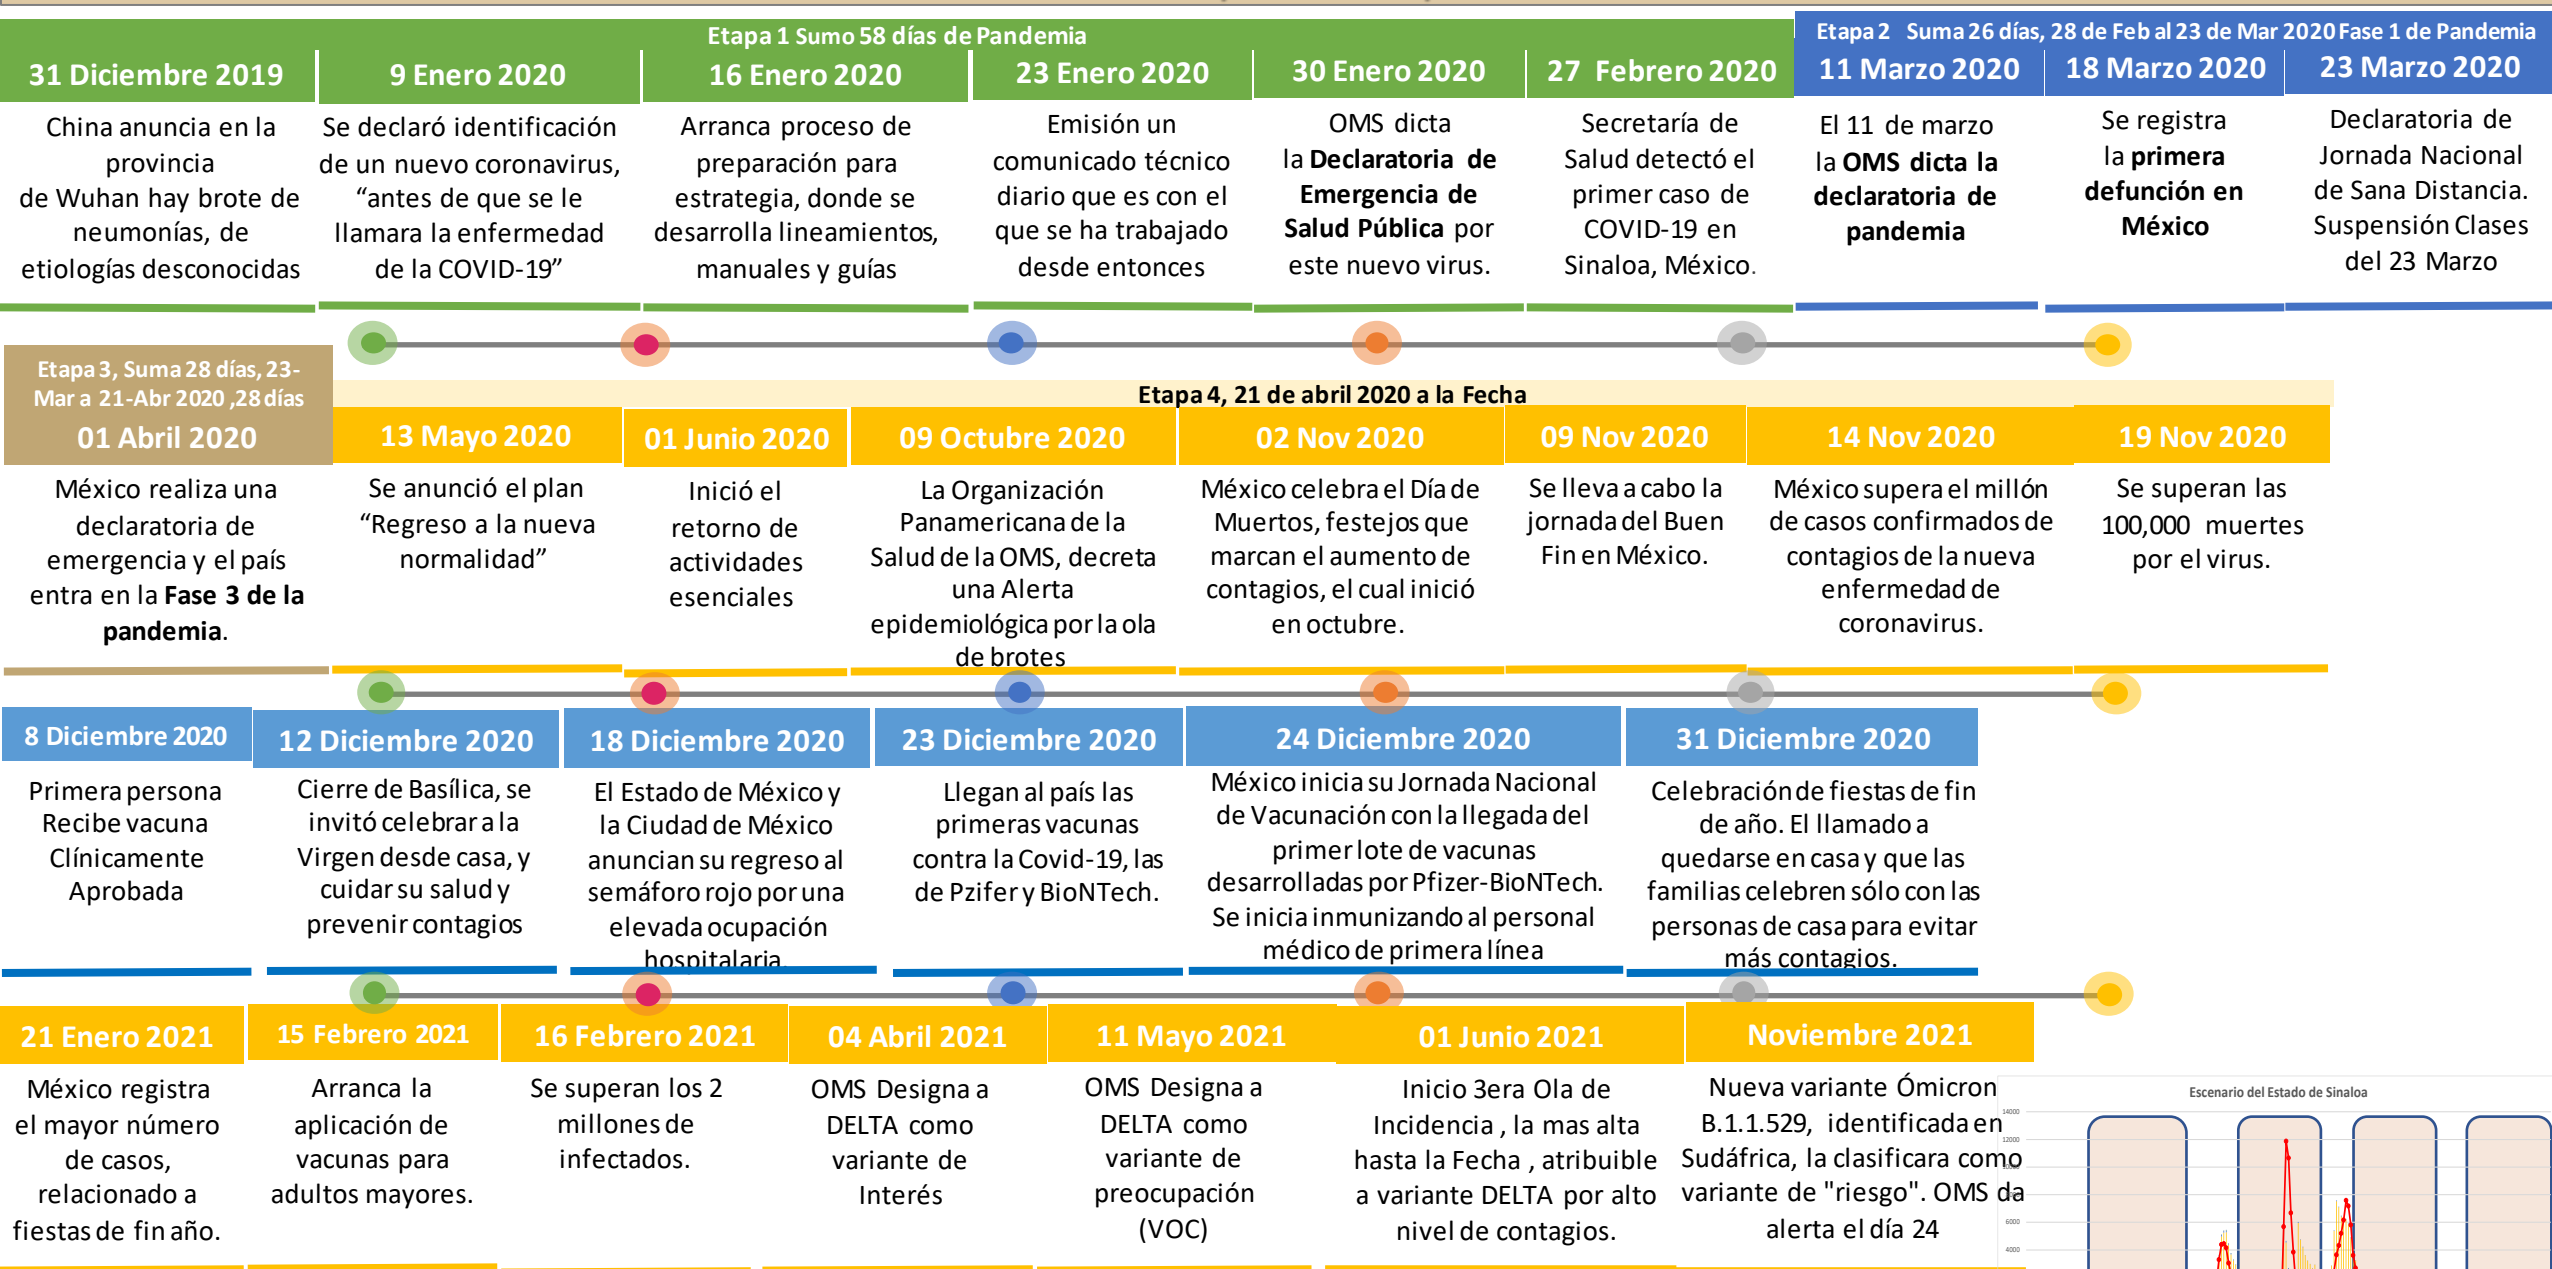 Etapa 1 Sumo 58 días de Pandemia
Etapa 2 Suma 26 días, 28 de Feb al 23 de Mar 2020 Fase 1 de Pandemia
31 Diciembre 2019
China anuncia en la
provincia
de Wuhan hay brote de
neumonías, de
etiologías desconocidas
9 Enero 2020
Se declaró identificación
de un nuevo coronavirus,
“antes de que se le
llamara la enfermedad
de la COVID-19”
16 Enero 2020
Arranca proceso de
preparación para
estrategia, donde se
desarrolla lineamientos,
manuales y guías
23 Enero 2020
Emisión un
comunicado técnico
diario que es con el
que se ha trabajado
desde entonces
30 Enero 2020
OMS dicta
la Declaratoria de
Emergencia de
Salud Pública por
este nuevo virus.
27 Febrero 2020
Secretaría de
Salud detectó el
primer caso de
COVID-19 en
Sinaloa, México.
11 Marzo 2020
El 11 de marzo
la OMS dicta la
declaratoria de
pandemia
18 Marzo 2020
Se registra
la primera
defunción en
México
23 Marzo 2020
Declaratoria de
Jornada Nacional
de Sana Distancia.
Suspensión Clases
del 23 Marzo
Etapa 3, Suma 28 días, 23-
Mar a 21-Abr 2020 ,28 días
01 Abril 2020
México realiza una
declaratoria de
emergencia y el país
entra en la Fase 3 de la
pandemia.
Etapa 4, 21 de abril 2020 a la Fecha
13 Mayo 2020
Se anunció el plan
“Regreso a la nueva
normalidad”
01 Junio 2020
Inició el
retorno de
actividades
esenciales
09 Octubre 2020
La Organización
Panamericana de la
Salud de la OMS, decreta
una Alerta
epidemiológica por la ola
de brotes
02 Nov 2020
México celebra el Día de
Muertos, festejos que
marcan el aumento de
contagios, el cual inició
en octubre.
09 Nov 2020
Se lleva a cabo la
jornada del Buen
Fin en México.
14 Nov 2020
México supera el millón
de casos confirmados de
contagios de la nueva
enfermedad de
coronavirus.
19 Nov 2020
Se superan las
100,000 muertes
por el virus.
8 Diciembre 2020
Primera persona
Recibe vacuna
Clínicamente
Aprobada
12 Diciembre 2020
Cierre de Basílica, se
invitó celebrar a la
Virgen desde casa, y
cuidar su salud y
prevenir contagios
18 Diciembre 2020
El Estado de México y
la Ciudad de México
anuncian su regreso al
semáforo rojo por una
elevada ocupación
hospitalaria.
23 Diciembre 2020
Llegan al país las
primeras vacunas
contra la Covid-19, las
de Pzifer y BioNTech.
24 Diciembre 2020
México inicia su Jornada Nacional
de Vacunación con la llegada del
primer lote de vacunas
desarrolladas por Pfizer-BioNTech.
Se inicia inmunizando al personal
médico de primera línea
31 Diciembre 2020
Celebración de fiestas de fin
de año. El llamado a
quedarse en casa y que las
familias celebren sólo con las
personas de casa para evitar
más contagios.
21 Enero 2021
México registra
el mayor número
de casos,
relacionado a
fiestas de fin año.
15 Febrero 2021
Arranca la
aplicación de
vacunas para
adultos mayores.
16 Febrero 2021
Se superan los 2
millones de
infectados.
04 Abril 2021
OMS Designa a
DELTA como
variante de
Interés
11 Mayo 2021
OMS Designa a
DELTA como
variante de
preocupación
(VOC)
01 Junio 2021
Inicio 3era Ola de
Incidencia , la mas alta
hasta la Fecha , atribuible
a variante DELTA por alto
nivel de contagios.
Noviembre 2021
Nueva variante Ómicron
B.1.1.529, identificada en
Sudáfrica, la clasificara como
variante de "riesgo". OMS da
alerta el día 24
Escenario del Estado de Sinaloa
14000
12000
6000
4000